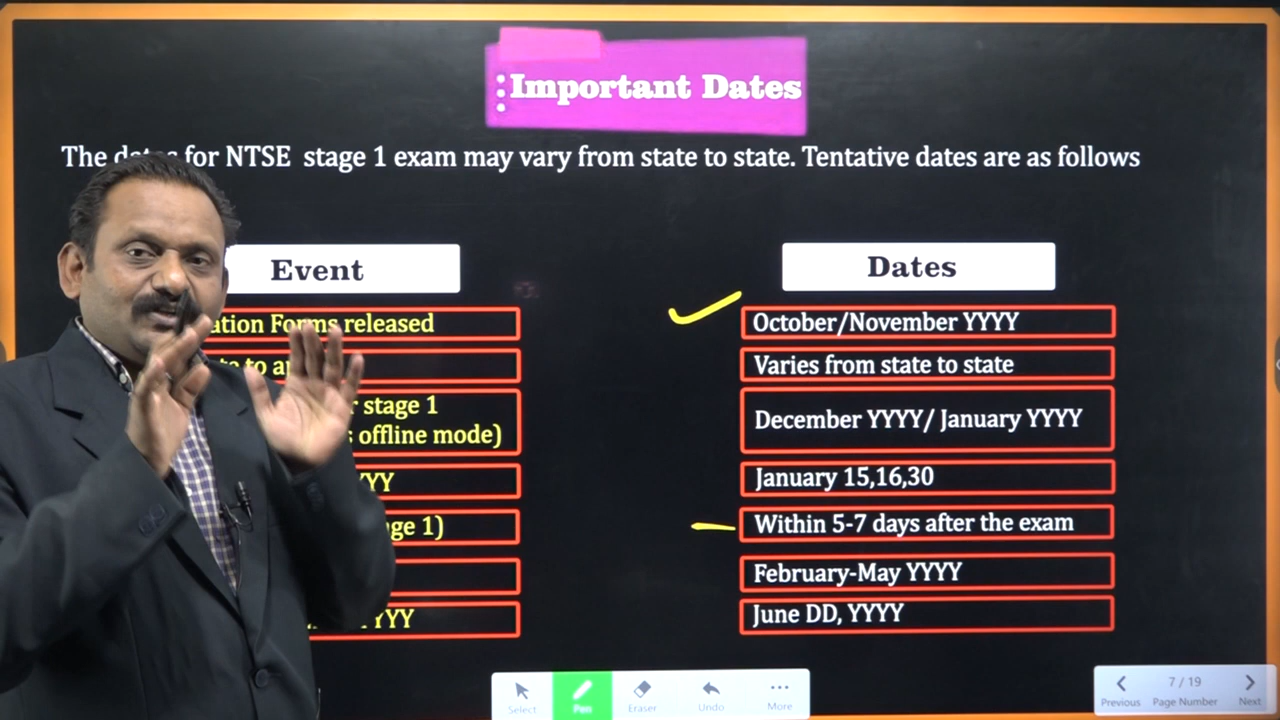 Important Dates
The dates for NTSE stage 1 exam may vary from state to state. Tentative dates are as follows
Event
Dates
ation Forms released
October/November YYYY
to
Varies from state to state
stage 1
offline mode)
December YYYY/ January YYYY
YYY
January 15,16,30
ge 1)
Within 5-7 days after the exam
February-May YYYY
YYY
June DD, YYYY
Select
Pen
Eraser
Undo
More
Previous
7 / 19
Page Number
Next